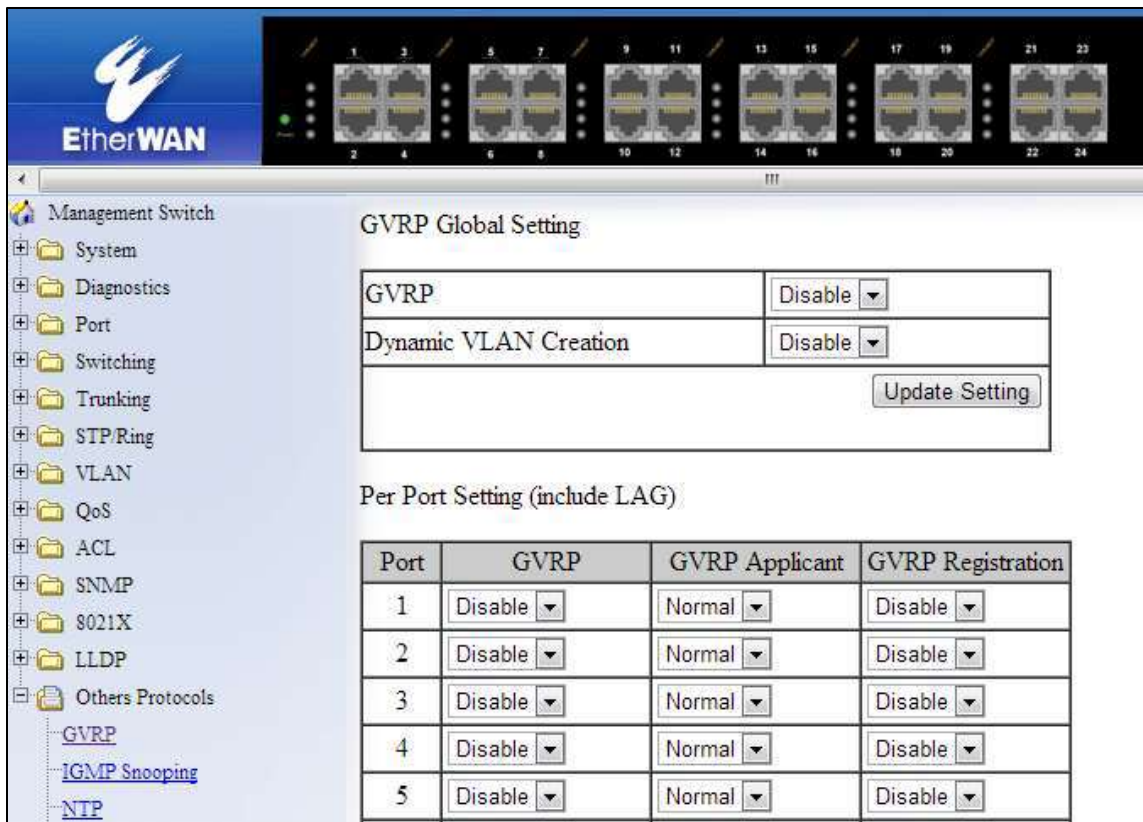 1 3 5 7 9 11 13 15 17 19 21 23
EtherWAN
2 4 6 8 10 12 14 16 18 20 22 24
Management Switch
System
Diagnostics
Port
Switching
Trunking
STP/Ring
VLAN
QoS
ACL
SNMP
8021X
LLDP
Others Protocols
GVRP
IGMP Snooping
NTP
GVRP Global Setting
GVRP Disable
Dynamic VLAN Creation Disable
Update Setting
Per Port Setting (include LAG)
Port GVRP GVRP Applicant GVRP Registration
1 Disable Normal Disable
2 Disable Normal Disable
3 Disable Normal Disable
4 Disable Normal Disable
5 Disable Normal Disable